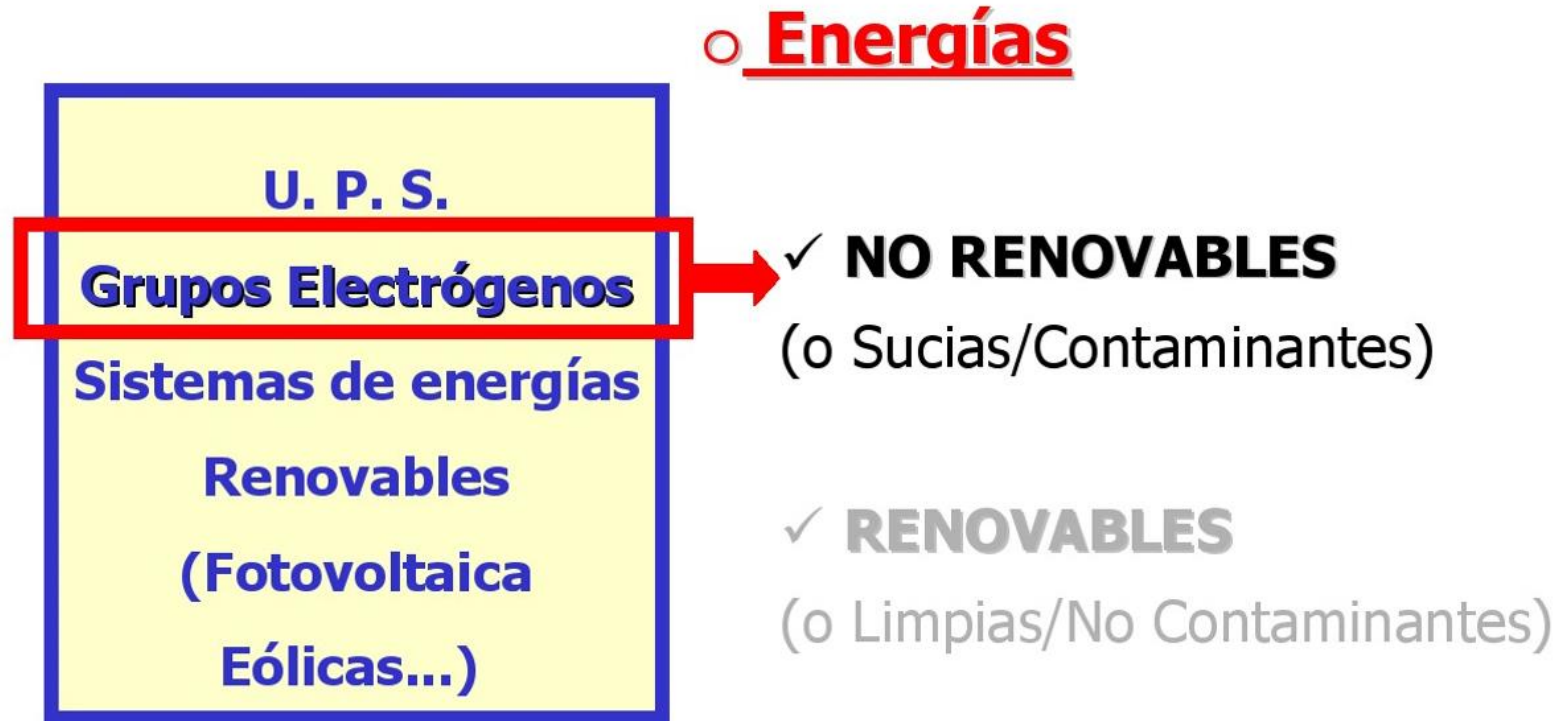 o Energías
U. P. S.
Grupos Electrógenos
Sistemas de energías
Renovables
(Fotovoltaica
Eólicas...)
✓ NO RENOVABLES
(o Sucias/Contaminantes)
✓ RENOVABLES
(o Limpias/No Contaminantes)